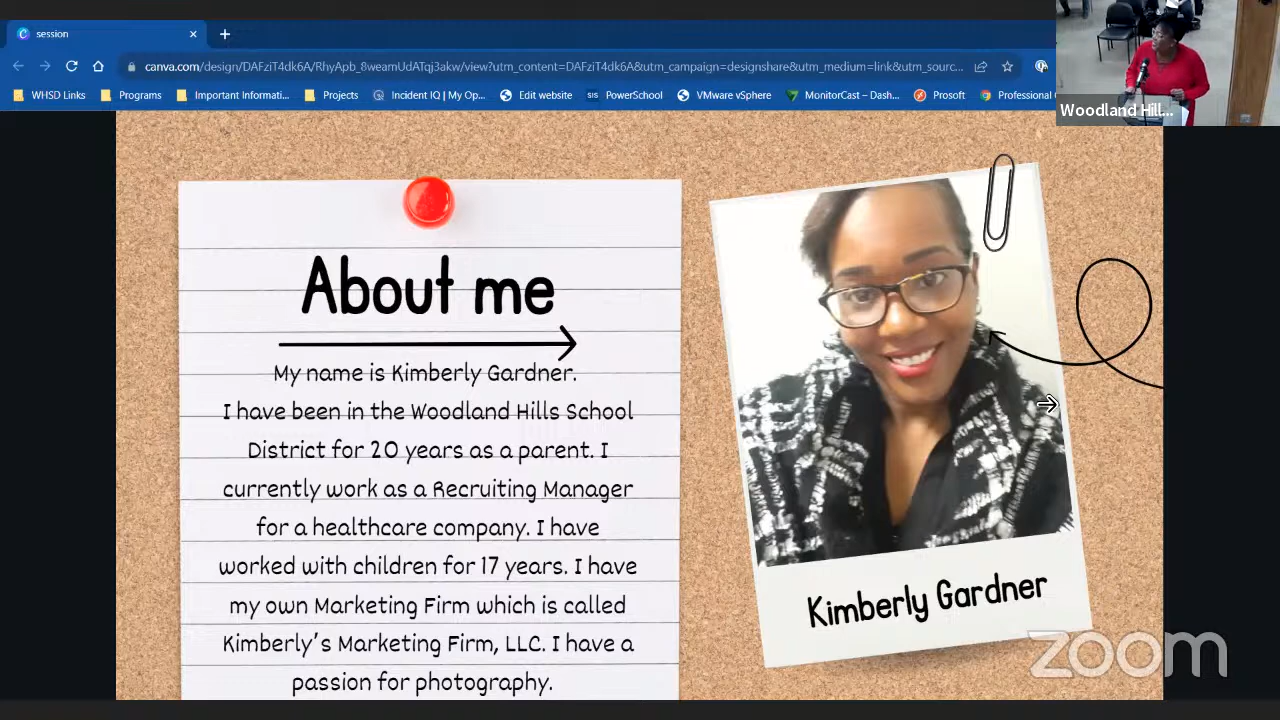 session
canva.com/design/DAFziT4dk6A/RhyApb_8weamUdATqj3akw/view?utm_content=DAFziT4dk6A&utm_campaign=designshare&utm_medium=link&utm_sourc...
WHSD Links Programs Important Informati... Projects Incident IQ | My Op... Edit website SIS PowerSchool VMware vSphere MonitorCast – Dash... Prosoft Professional
Woodland Hill...
About me
My name is Kimberly Gardner.
I have been in the Woodland Hills School
District for 20 years as a parent. I
currently work as a Recruiting Manager
for a healthcare company. I have
worked with children for 17 years. I have
my own Marketing Firm which is called
Kimberly's Marketing Firm, LLC. I have a
passion for photography.
Kimberly Gardner
zoom